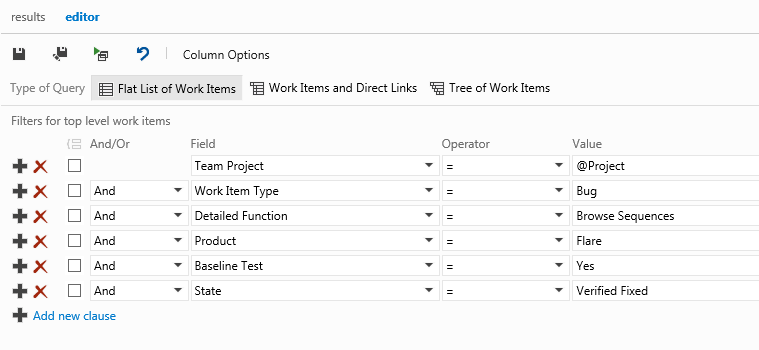 results editor
Column Options
Type of Query Flat List of Work Items Work Items and Direct Links Tree of Work Items
Filters for top level work items
And/Or Field Operator Value
Team Project = @Project
And Work Item Type = Bug
And Detailed Function = Browse Sequences
And Product = Flare
And Baseline Test = Yes
And State = Verified Fixed
Add new clause